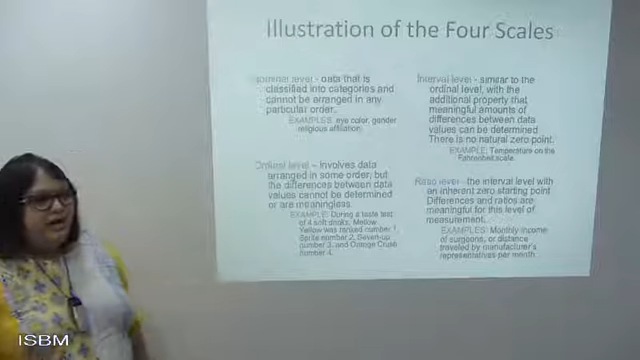 Illustration of the Four Scales
Nominal level - data that is
classified into categories and
cannot be arranged in any
particular order.
EXAMPLES: eye color, gender
religious affiliation.
Ordinal level – involves data
arranged in some order, but
the differences between data
values cannot be determined
or are meaningless.
EXAMPLE: During a taste test
of 4 soft drinks, Mellow
Yellow was ranked number 1,
Sprite number 2, Seven-up
number 3, and Orange Crush
number 4.
Interval level - similar to the
ordinal level, with the
additional property that
meaningful amounts of
differences between data
values can be determined.
There is no natural zero point.
EXAMPLE: Temperature on the
Fahrenheit scale.
Ratio level - the interval level with
an inherent zero starting point.
Differences and ratios are
meaningful for this level of
measurement.
EXAMPLES: Monthly income
of surgeons, or distance
traveled by manufacturer's
representatives per month.
ISBM